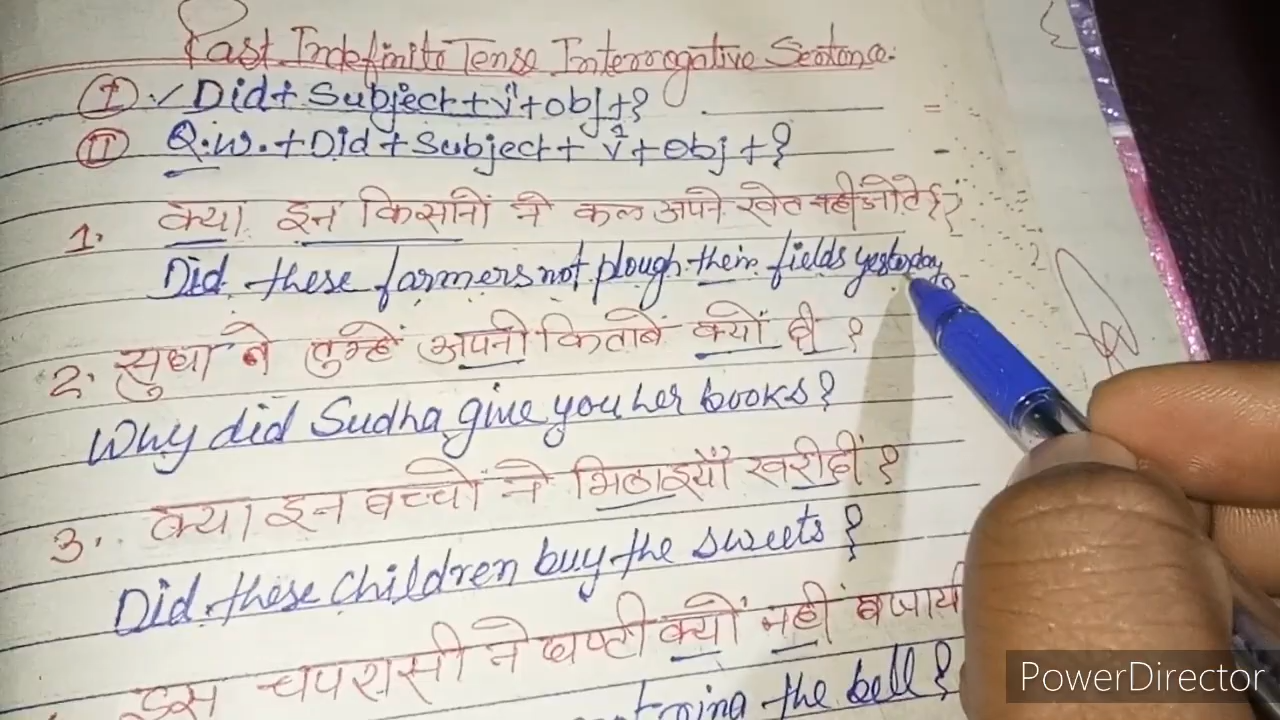 Past Indefinite Tense Interrogative Sentence.
I Did + Subject + V¹ + obj + ?
II Q.w. + Did + Subject + V¹ + Obj + ?
1. क्या इन किसानों ने कल अपने खेत नहीं जोते ?
Did these farmers not plough their fields yesterday
2. सुधा ने तुम्हें अपनी किताबें क्यों दी ?
Why did Sudha give you her books?
3. क्या इन बच्चों ने मिठाइयाँ खरीदीं ?
Did these children buy the sweets ?
इस चपरासी ने घण्टी क्यों नहीं बजायी
ring the bell ?
PowerDirector